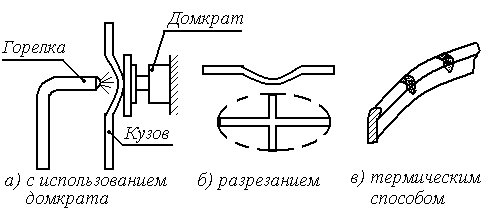 Домкрат
Горелка
Кузов
а) с использованием
домкрата
б) разрезанием
в) термическим
способом